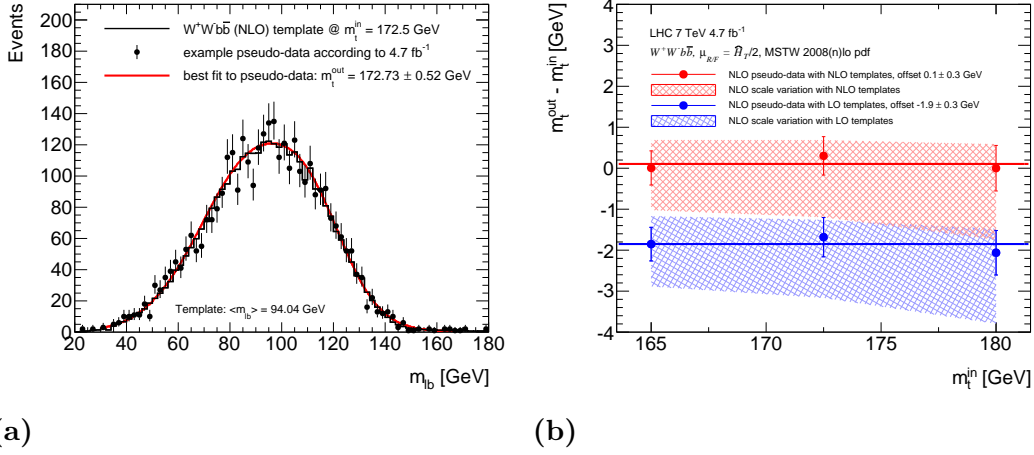 Events
220
200
180
160
140
120
100
80
60
40
20
0
W⁺W⁻bb̅ (NLO) template @ m_t^in = 172.5 GeV
example pseudo-data according to 4.7 fb⁻¹
best fit to pseudo-data: m_t^out = 172.73 ± 0.52 GeV
Template: <m_lb> = 94.04 GeV
20 40 60 80 100 120 140 160 180
m_lb [GeV]
(a)
m_t^out - m_t^in [GeV]
4
3
2
1
0
-1
-2
-3
-4
LHC 7 TeV 4.7 fb⁻¹
W⁺W⁻bb̅, μ_R/F = Ĥ_T/2, MSTW 2008(n)lo pdf
NLO pseudo-data with NLO templates, offset 0.1 ± 0.3 GeV
NLO scale variation with NLO templates
NLO pseudo-data with LO templates, offset -1.9 ± 0.3 GeV
NLO scale variation with LO templates
165 170 175 180
m_t^in [GeV]
(b)